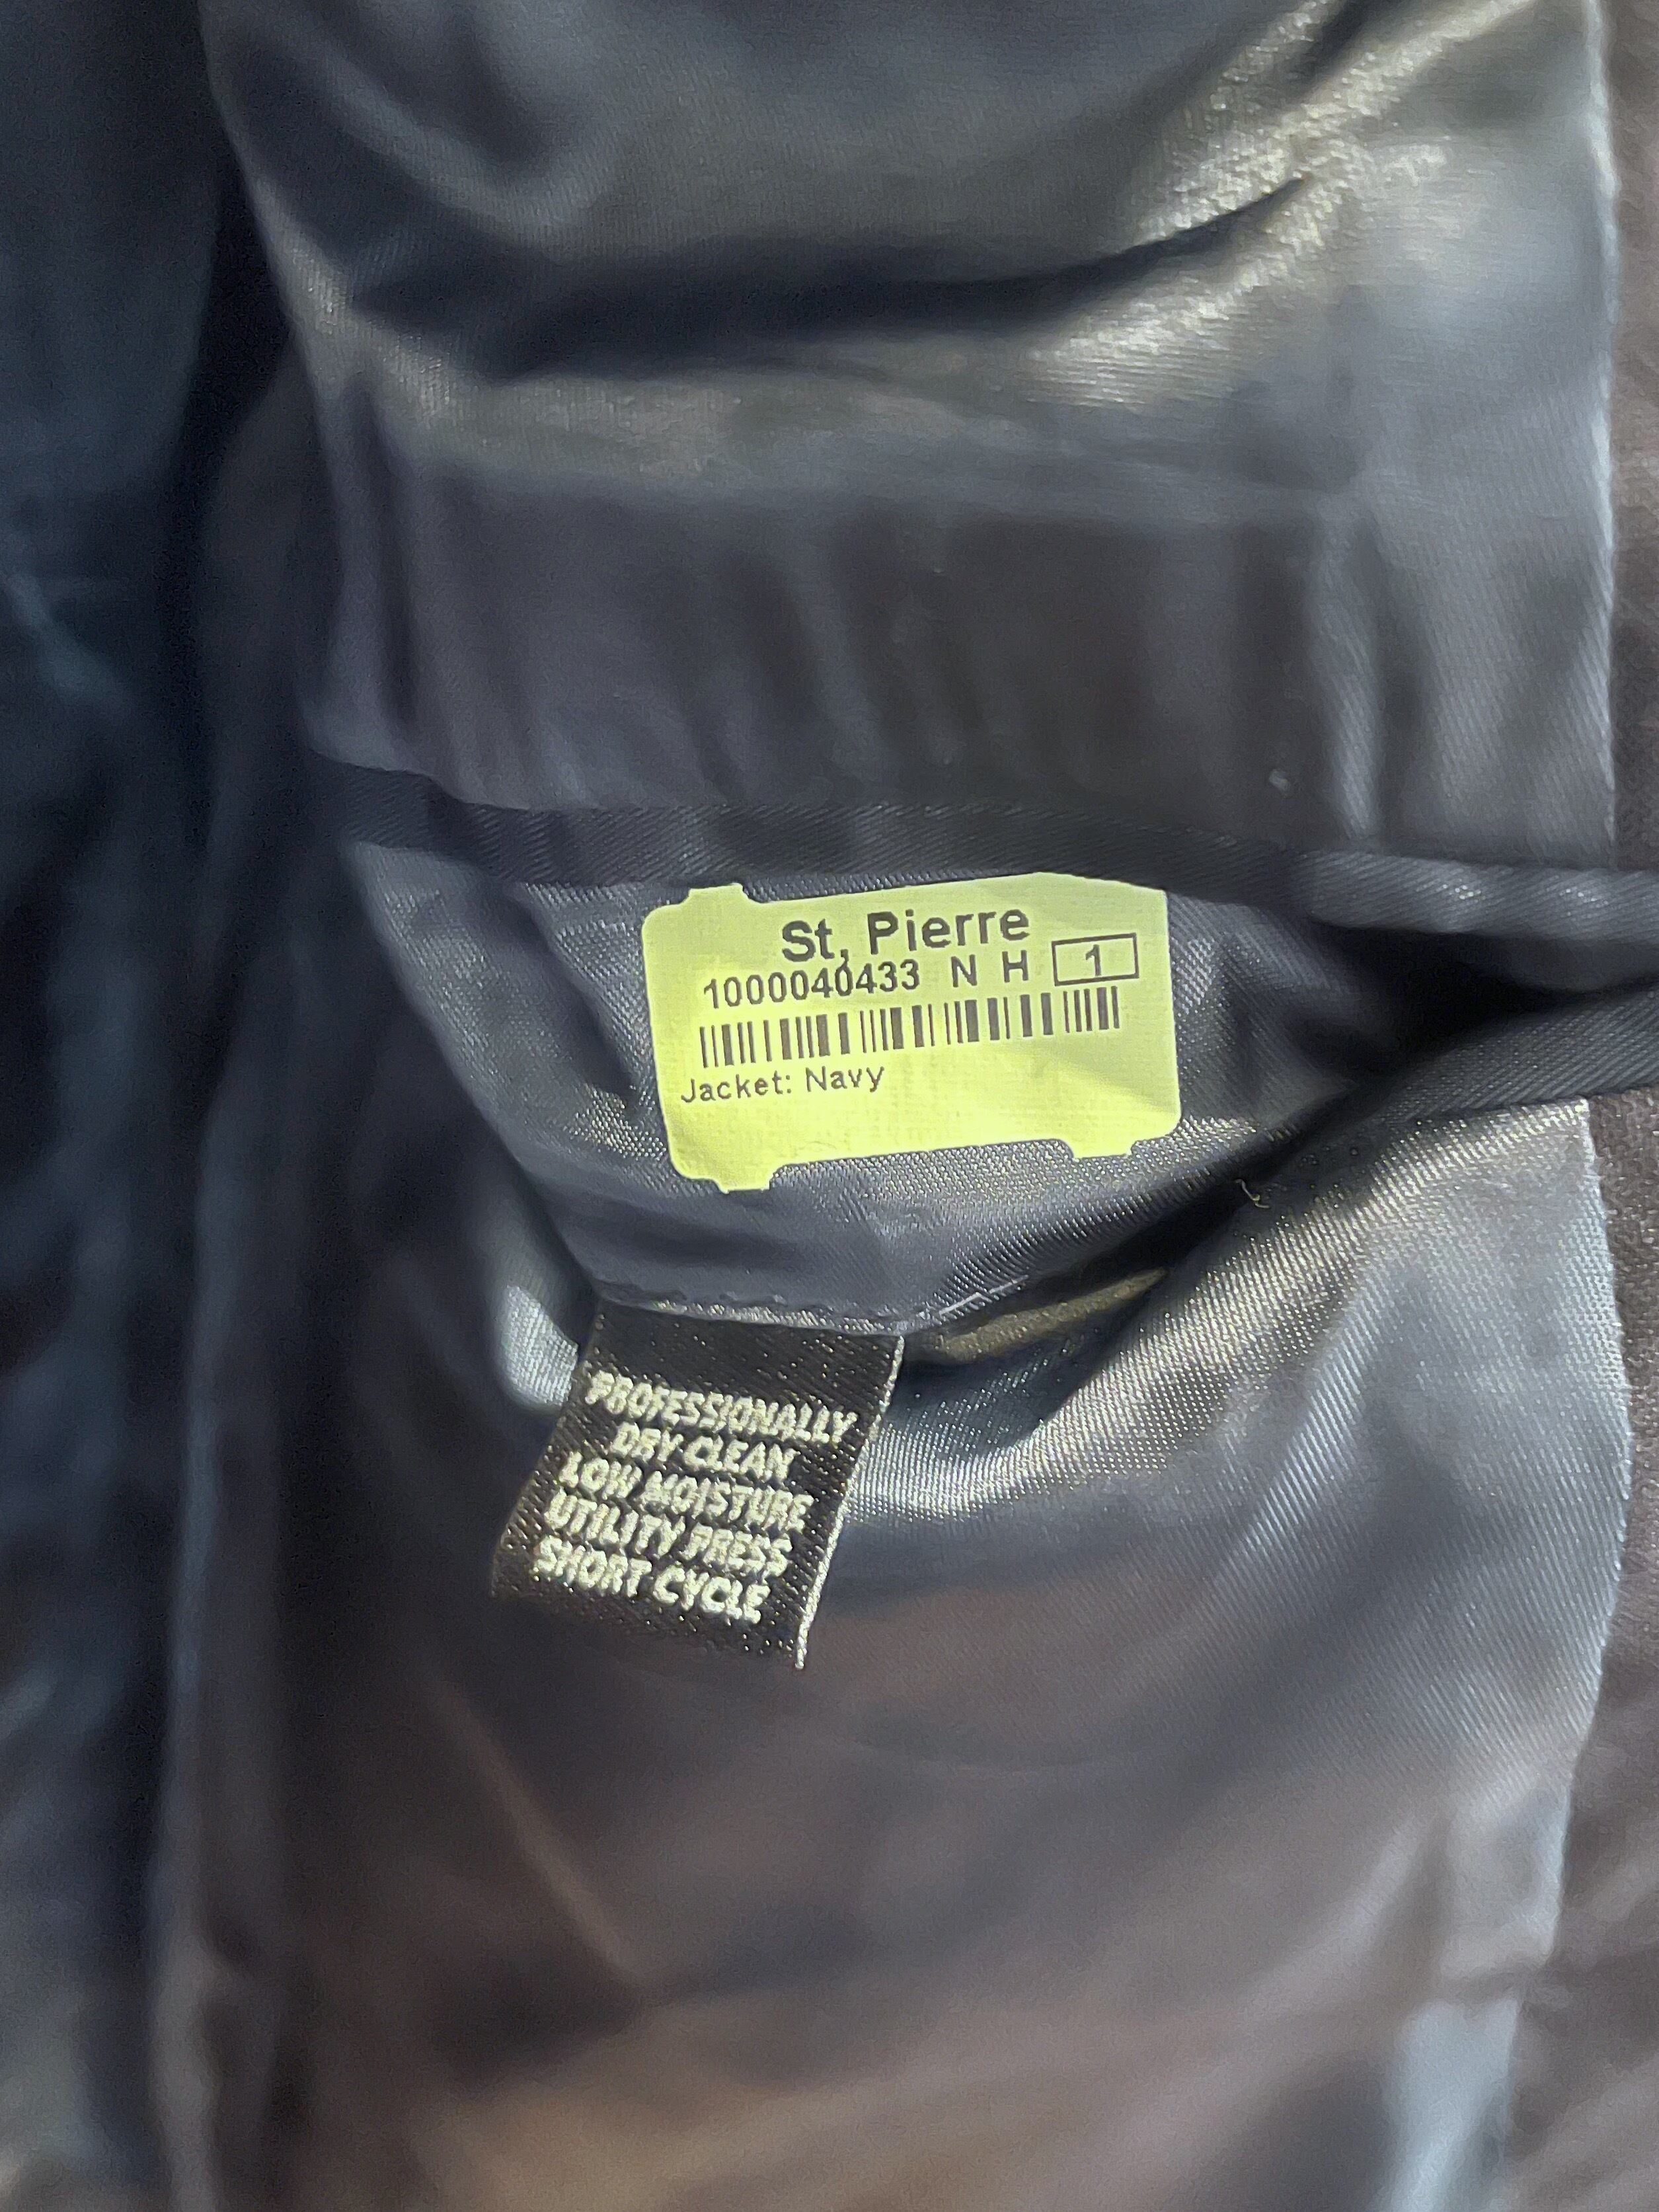 St, Pierre
1000040433 N H 1
Jacket: Navy
PROFESSIONALLY
DRY CLEAN
LOW MOISTURE
UTILITY PRESS
SHORT CYCLE